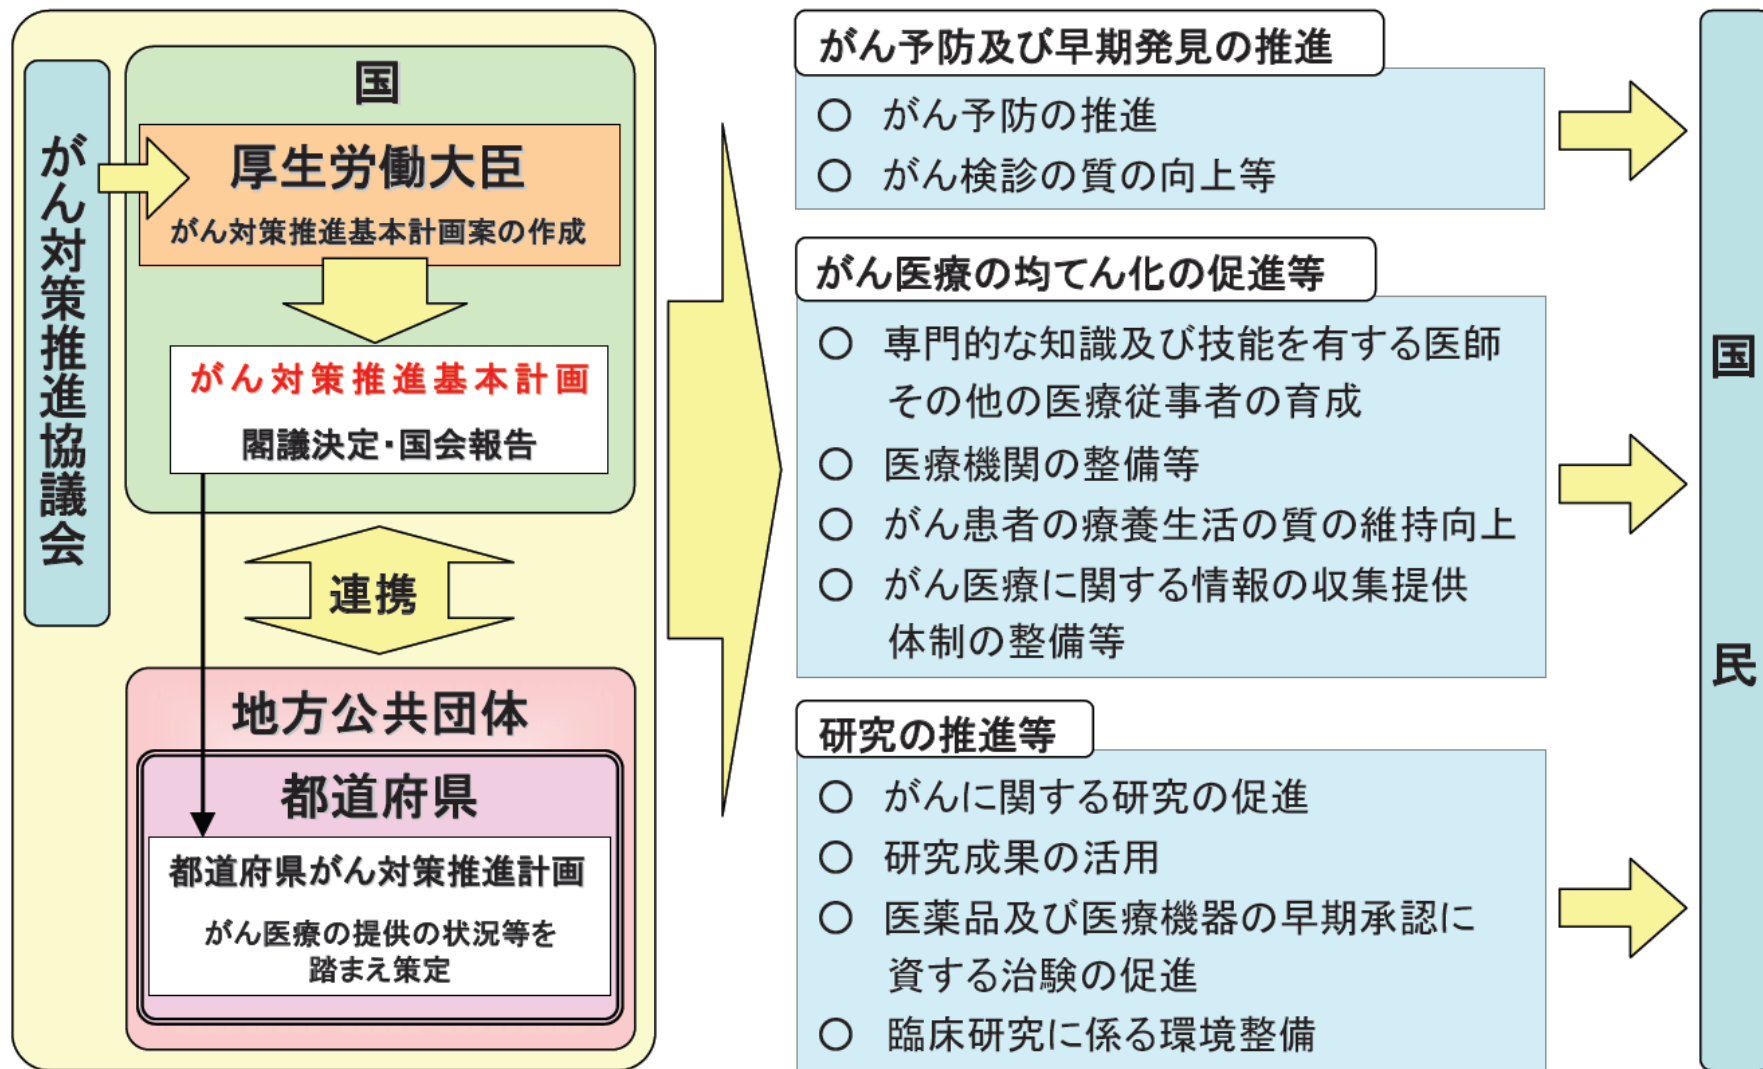 がん対策推進協議会
国
厚生労働大臣
がん対策推進基本計画案の作成
がん対策推進基本計画
閣議決定・国会報告
連携
地方公共団体
都道府県
都道府県がん対策推進計画
がん医療の提供の状況等を
踏まえ策定
がん予防及び早期発見の推進
○ がん予防の推進
○ がん検診の質の向上等
がん医療の均てん化の促進等
○ 専門的な知識及び技能を有する医師
その他の医療従事者の育成
○ 医療機関の整備等
○ がん患者の療養生活の質の維持向上
○ がん医療に関する情報の収集提供
体制の整備等
研究の推進等
○ がんに関する研究の促進
○ 研究成果の活用
○ 医薬品及び医療機器の早期承認に
資する治験の促進
○ 臨床研究に係る環境整備
国民